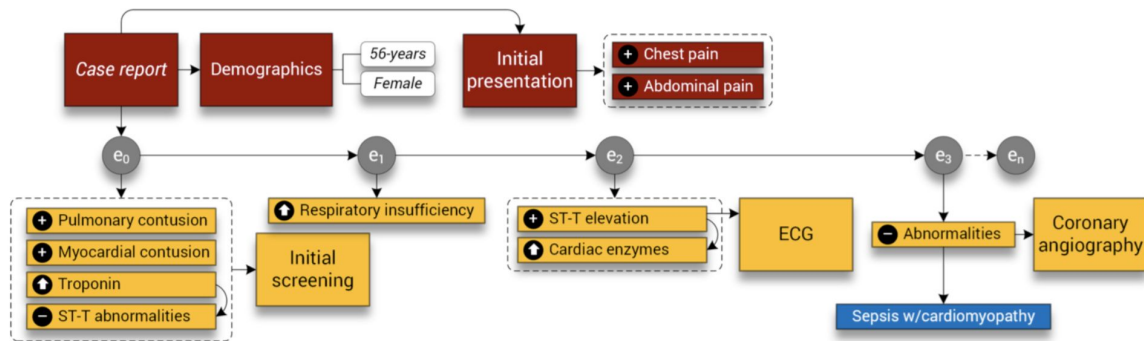 Case report
Demographics
56-years
Female
Initial
presentation
+ Chest pain
+ Abdominal pain
e0
e1
e2
e3
en
+ Pulmonary contusion
+ Myocardial contusion
⬆ Troponin
− ST-T abnormalities
Initial
screening
⬆ Respiratory insufficiency
+ ST-T elevation
⬆ Cardiac enzymes
ECG
− Abnormalities
Coronary
angiography
Sepsis w/cardiomyopathy